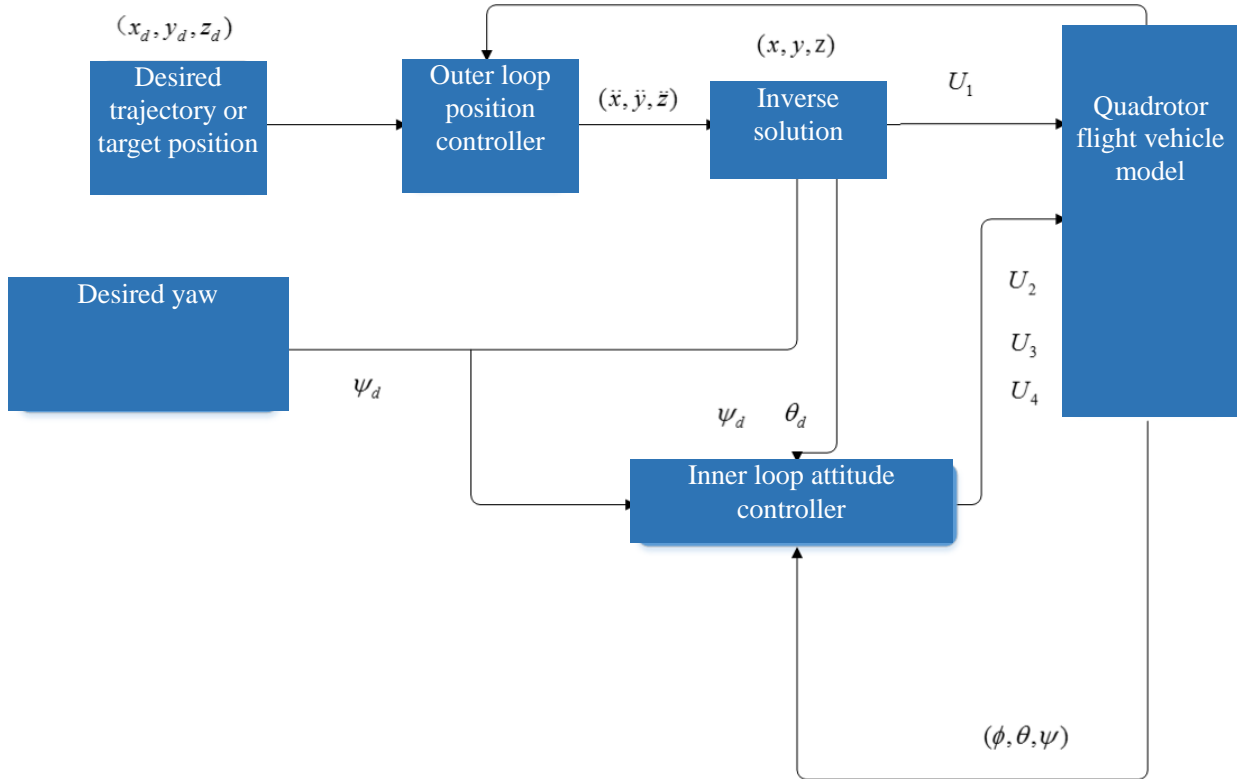 (x_d, y_d, z_d)
Desired
trajectory or
target position
Outer loop
position
controller
(ẍ, ÿ, z̈)
(x, y, z)
Inverse
solution
U_1
Quadrotor
flight vehicle
model
Desired yaw
ψ_d
ψ_d θ_d
U_2
U_3
U_4
Inner loop attitude
controller
(ϕ, θ, ψ)